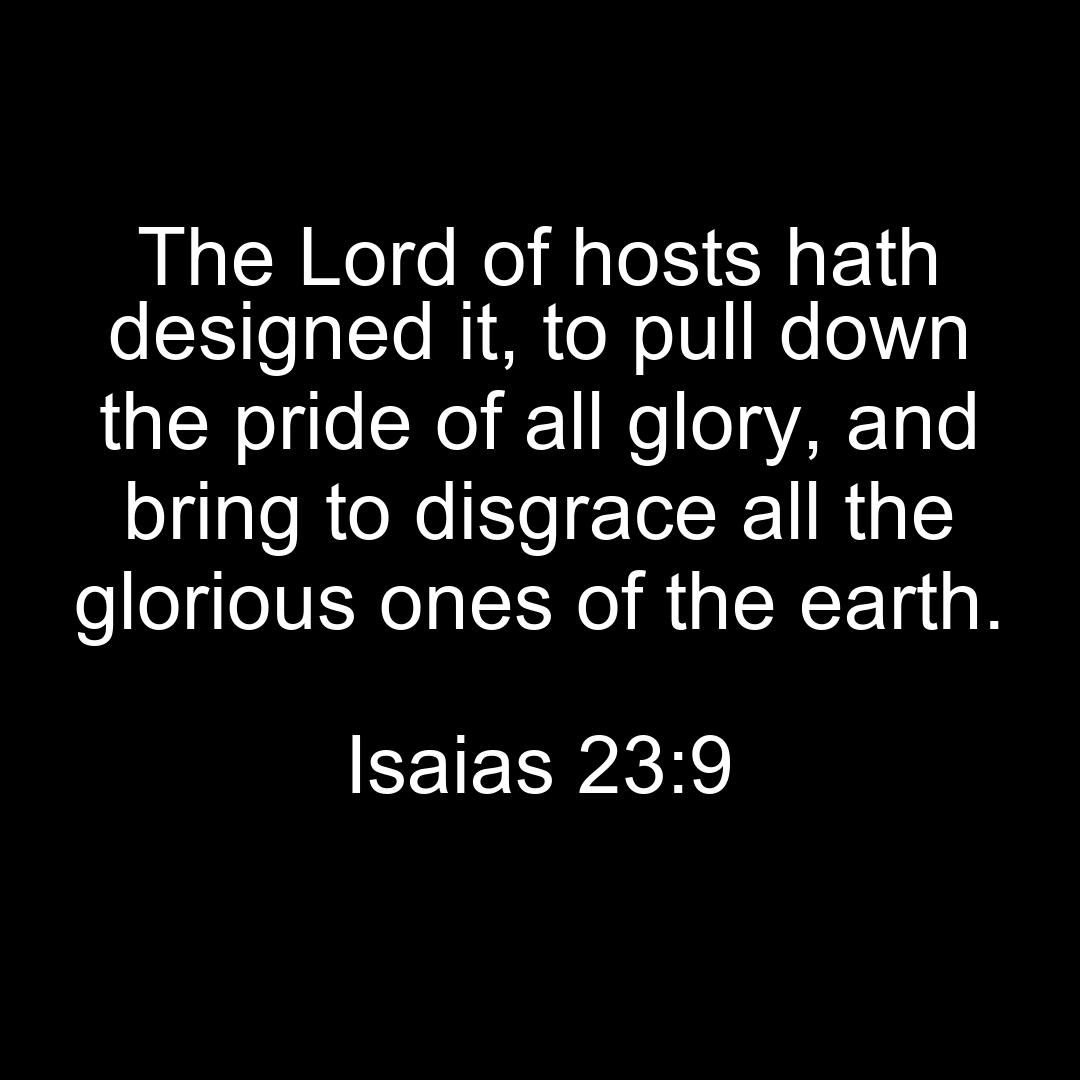 The Lord of hosts hath
designed it, to pull down
the pride of all glory, and
bring to disgrace all the
glorious ones of the earth.
Isaias 23:9